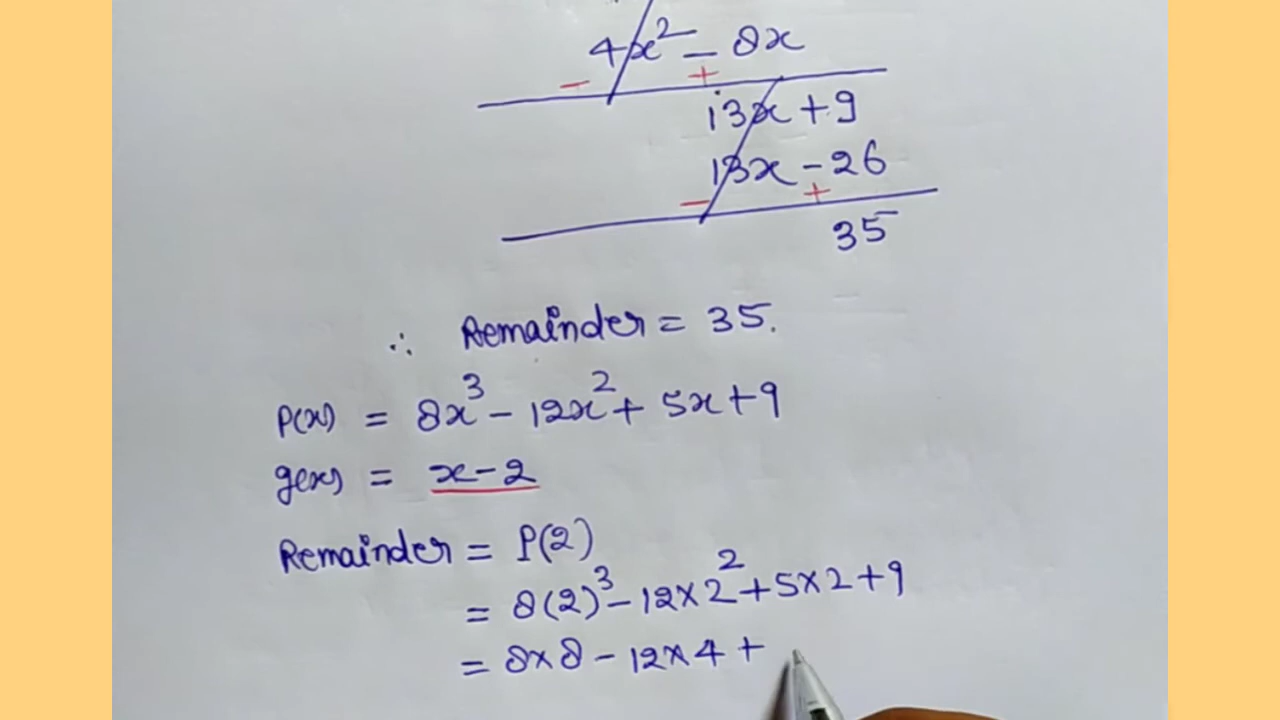 4x² - 8x
- +
13x + 9
13x - 26
- +
35
∴ Remainder = 35.
P(x) = 8x³ - 12x² + 5x + 9
g(x) = x - 2
Remainder = P(2)
= 8(2)³ - 12×2² + 5×2 + 9
= 8×8 - 12×4 +